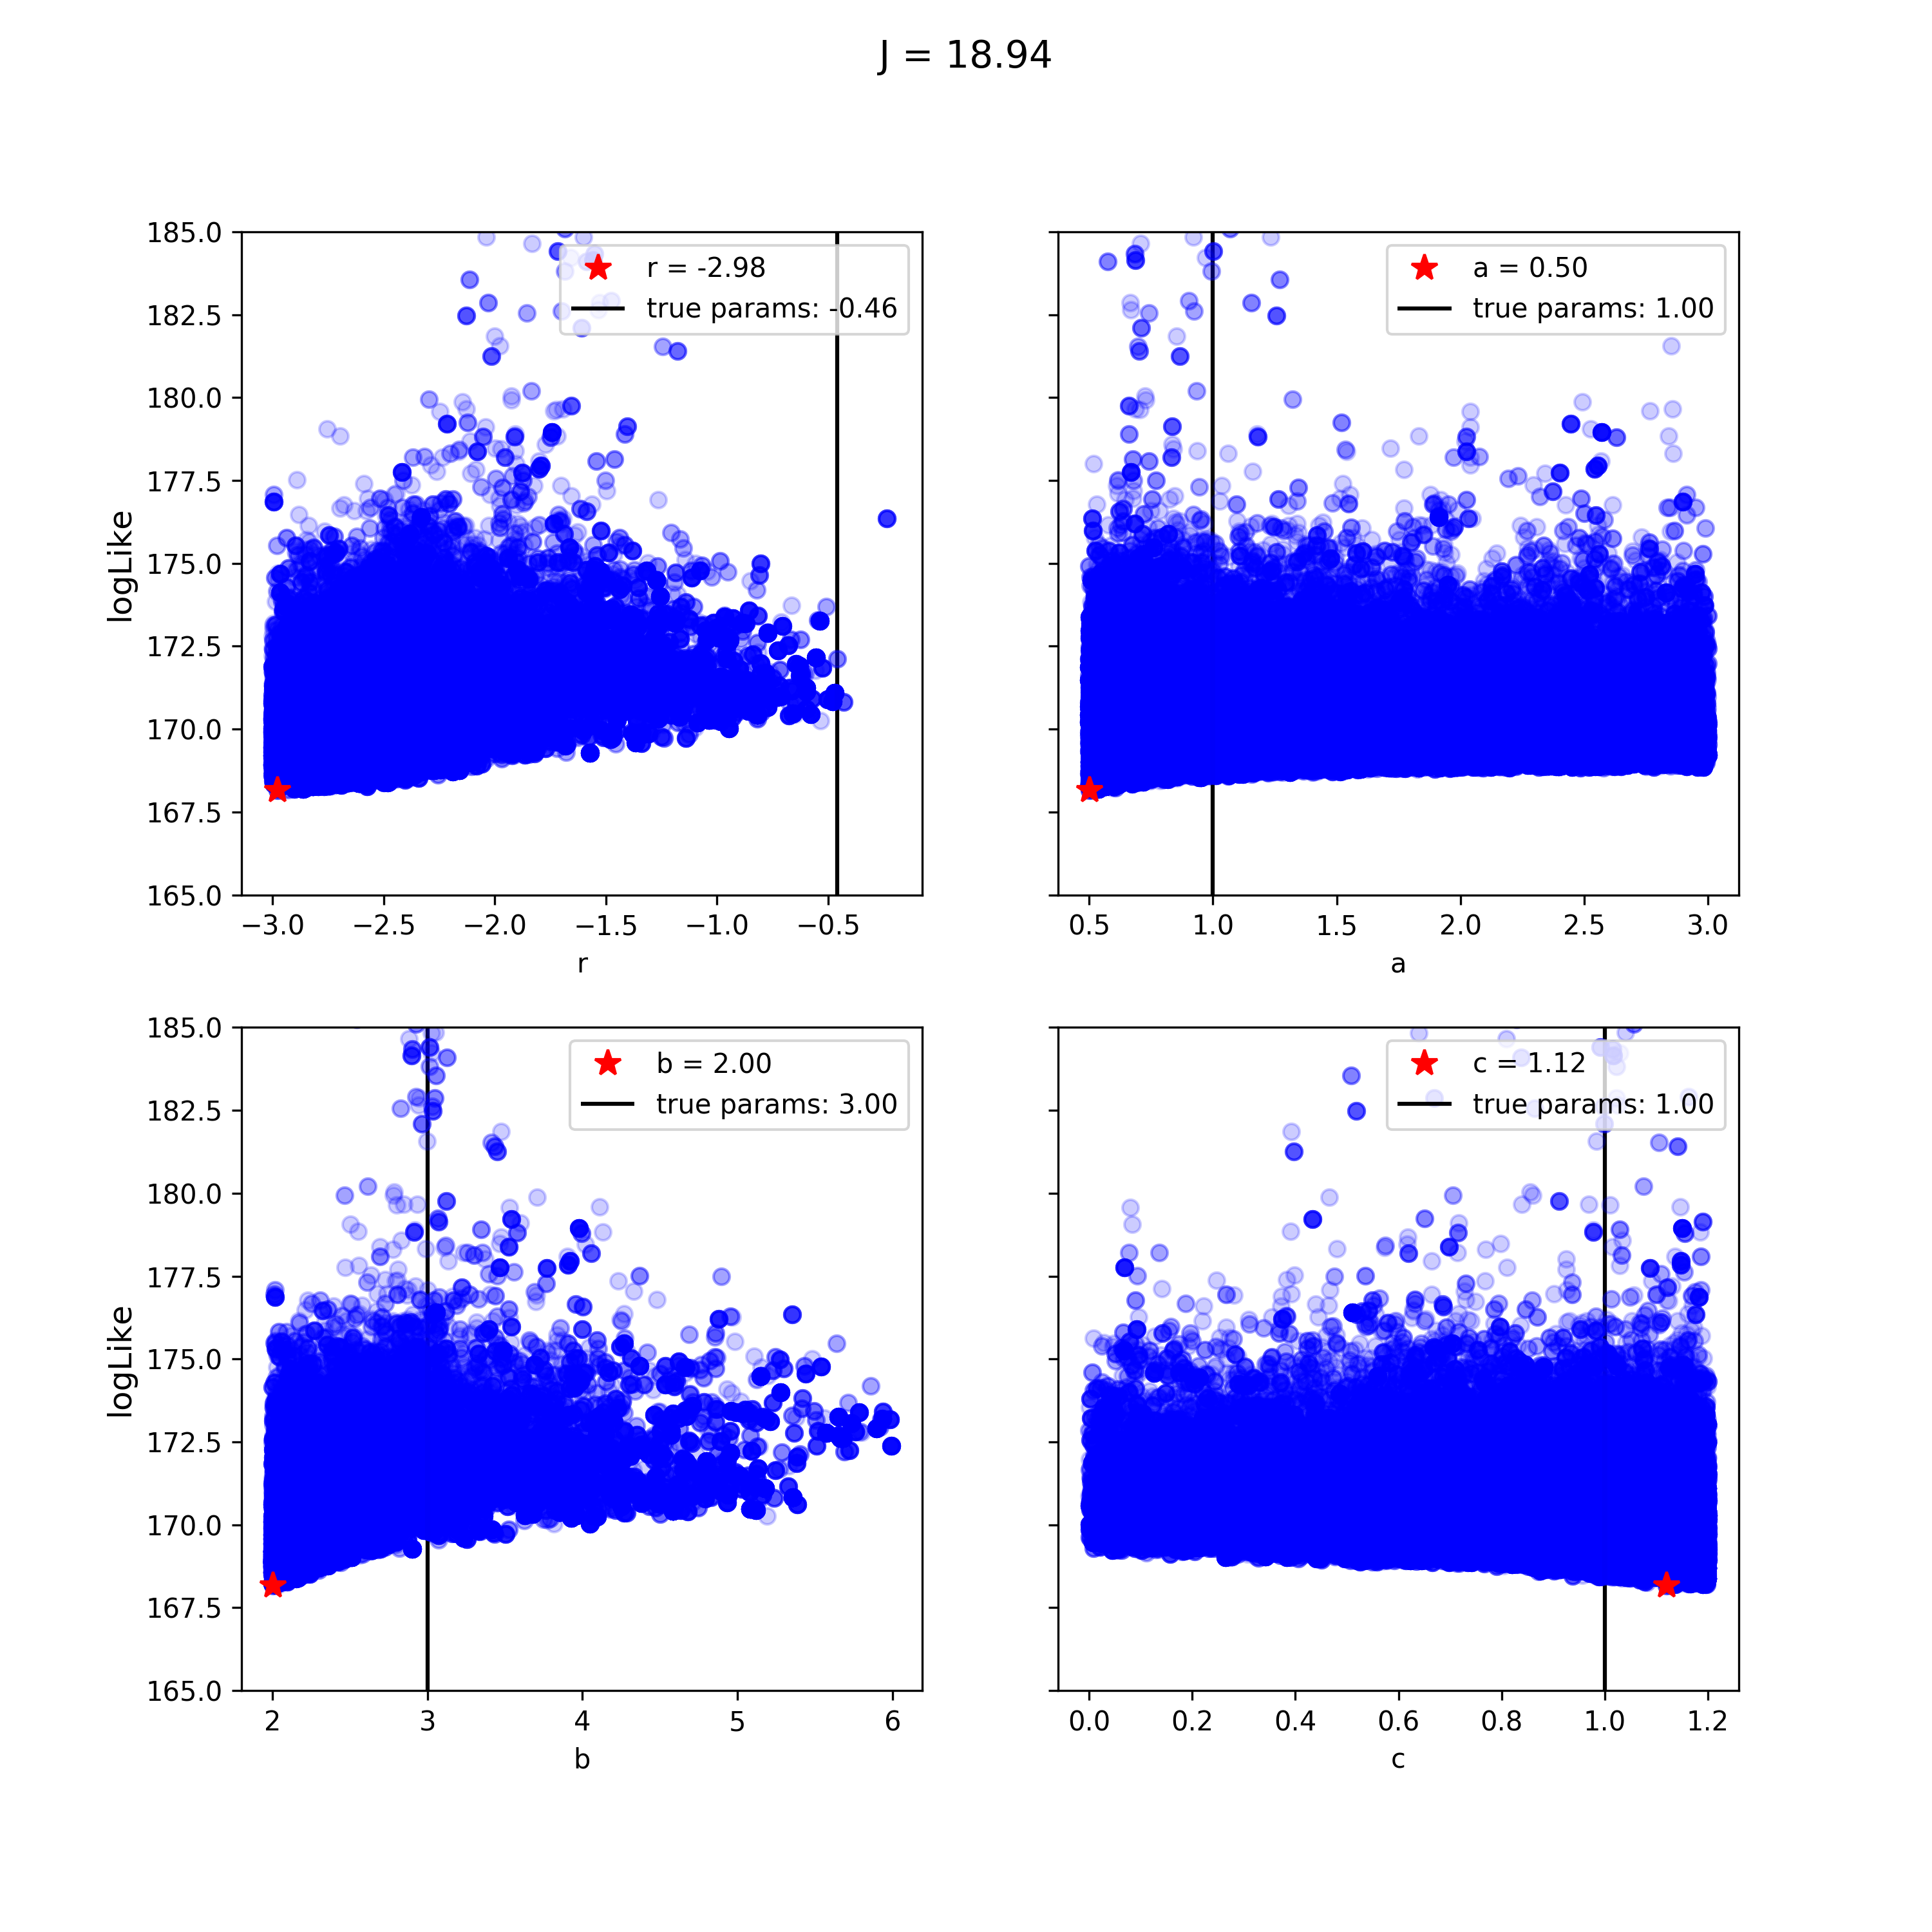 J = 18.94
185.0
182.5
180.0
177.5
175.0
172.5
170.0
167.5
165.0
logLike
r = -2.98
true params: -0.46
−3.0 −2.5 −2.0 −1.5 −1.0 −0.5
r
a = 0.50
true params: 1.00
0.5 1.0 1.5 2.0 2.5 3.0
a
185.0
182.5
180.0
177.5
175.0
172.5
170.0
167.5
165.0
logLike
b = 2.00
true params: 3.00
2 3 4 5 6
b
c = 1.12
true params: 1.00
0.0 0.2 0.4 0.6 0.8 1.0 1.2
c